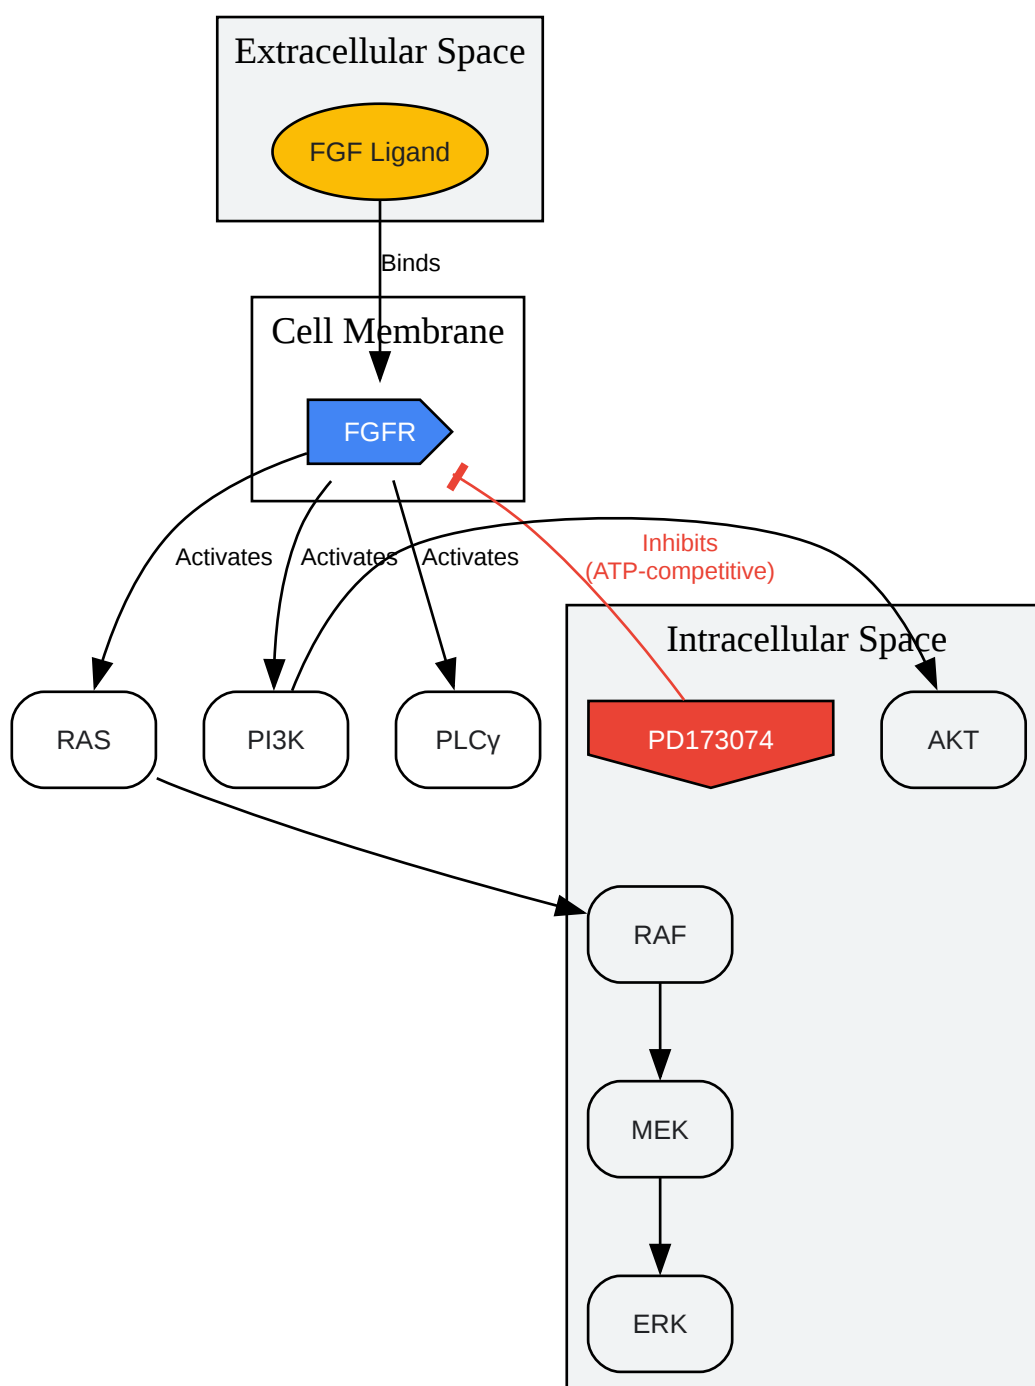 Extracellular Space
FGF Ligand
Binds
Cell Membrane
FGFR
Activates
Activates
Activates
Inhibits
(ATP-competitive)
Intracellular Space
RAS
PI3K
PLCγ
PD173074
AKT
RAF
MEK
ERK